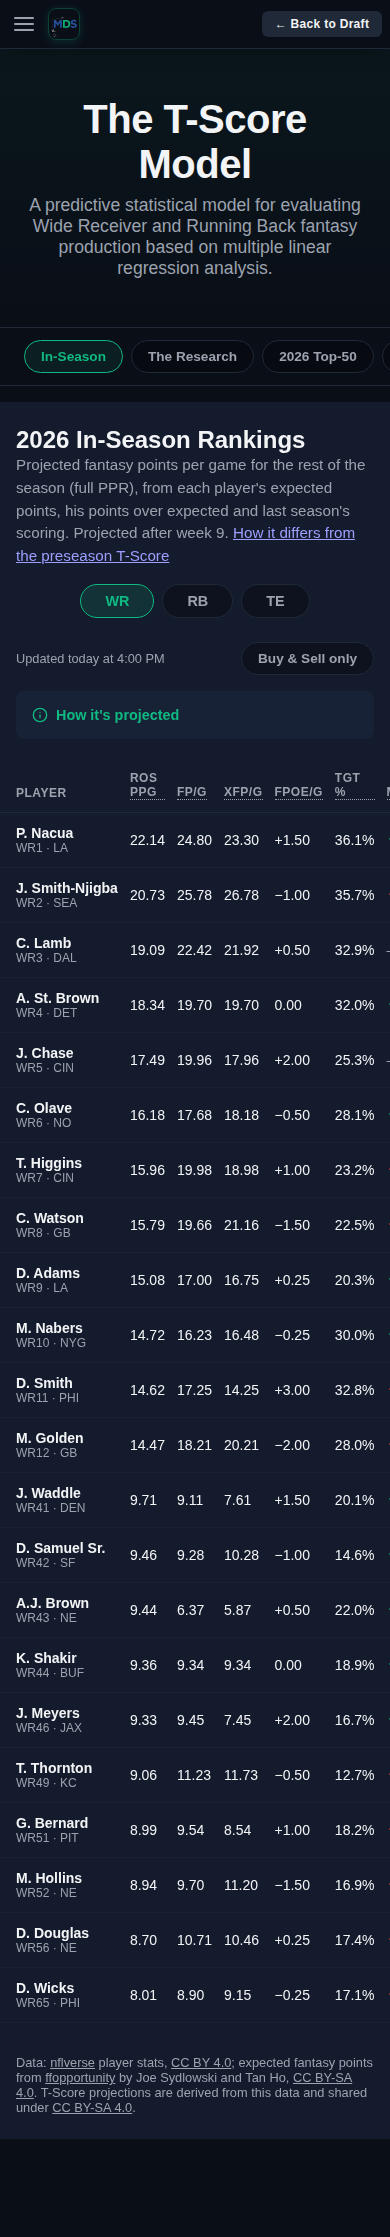 MDS
← Back to Draft
The T-Score
Model
A predictive statistical model for evaluating
Wide Receiver and Running Back fantasy
production based on multiple linear
regression analysis.
In-Season The Research 2026 Top-50
2026 In-Season Rankings
Projected fantasy points per game for the rest of the
season (full PPR), from each player's expected
points, his points over expected and last season's
scoring. Projected after week 9. How it differs from
the preseason T-Score
WR RB TE
Updated today at 4:00 PM Buy & Sell only
How it's projected
PLAYER ROS PPG FP/G XFP/G FPOE/G TGT %
P. Nacua 22.14 24.80 23.30 +1.50 36.1%
WR1 · LA
J. Smith-Njigba 20.73 25.78 26.78 −1.00 35.7%
WR2 · SEA
C. Lamb 19.09 22.42 21.92 +0.50 32.9%
WR3 · DAL
A. St. Brown 18.34 19.70 19.70 0.00 32.0%
WR4 · DET
J. Chase 17.49 19.96 17.96 +2.00 25.3%
WR5 · CIN
C. Olave 16.18 17.68 18.18 −0.50 28.1%
WR6 · NO
T. Higgins 15.96 19.98 18.98 +1.00 23.2%
WR7 · CIN
C. Watson 15.79 19.66 21.16 −1.50 22.5%
WR8 · GB
D. Adams 15.08 17.00 16.75 +0.25 20.3%
WR9 · LA
M. Nabers 14.72 16.23 16.48 −0.25 30.0%
WR10 · NYG
D. Smith 14.62 17.25 14.25 +3.00 32.8%
WR11 · PHI
M. Golden 14.47 18.21 20.21 −2.00 28.0%
WR12 · GB
J. Waddle 9.71 9.11 7.61 +1.50 20.1%
WR41 · DEN
D. Samuel Sr. 9.46 9.28 10.28 −1.00 14.6%
WR42 · SF
A.J. Brown 9.44 6.37 5.87 +0.50 22.0%
WR43 · NE
K. Shakir 9.36 9.34 9.34 0.00 18.9%
WR44 · BUF
J. Meyers 9.33 9.45 7.45 +2.00 16.7%
WR46 · JAX
T. Thornton 9.06 11.23 11.73 −0.50 12.7%
WR49 · KC
G. Bernard 8.99 9.54 8.54 +1.00 18.2%
WR51 · PIT
M. Hollins 8.94 9.70 11.20 −1.50 16.9%
WR52 · NE
D. Douglas 8.70 10.71 10.46 +0.25 17.4%
WR56 · NE
D. Wicks 8.01 8.90 9.15 −0.25 17.1%
WR65 · PHI
Data: nflverse player stats, CC BY 4.0; expected fantasy points
from ffopportunity by Joe Sydlowski and Tan Ho, CC BY-SA
4.0. T-Score projections are derived from this data and shared
under CC BY-SA 4.0.